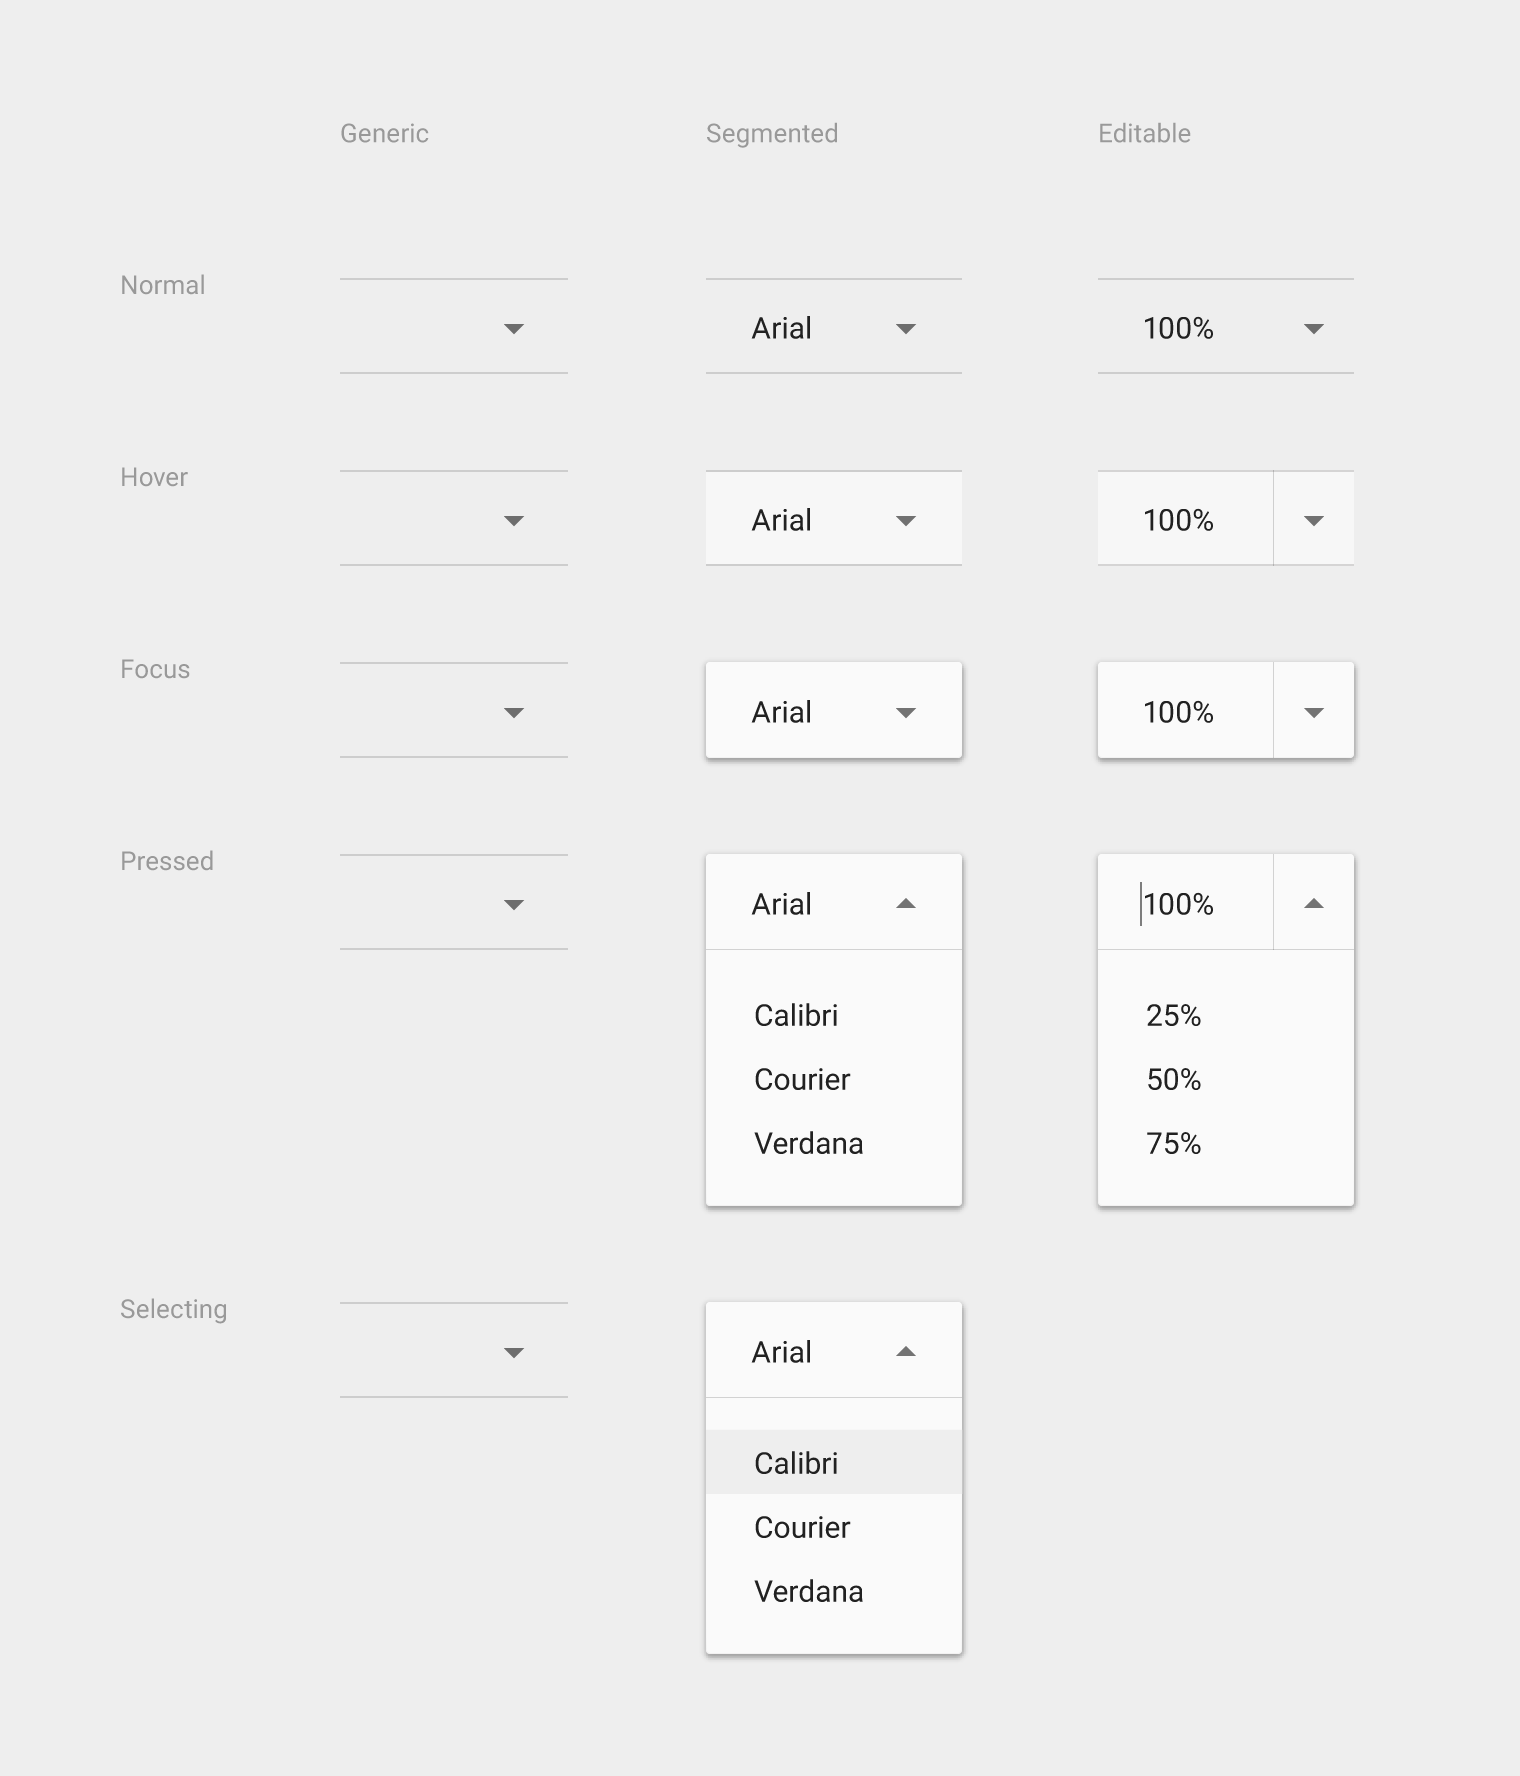 Generic Segmented Editable
Normal Arial 100%
Hover Arial 100%
Focus Arial 100%
Pressed Arial 100%
Calibri 25%
Courier 50%
Verdana 75%
Selecting Arial
Calibri
Courier
Verdana